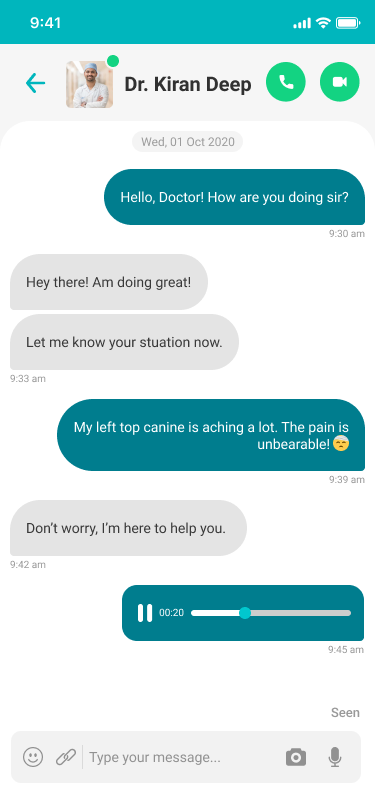 9:41
Dr. Kiran Deep
Wed, 01 Oct 2020
Hello, Doctor! How are you doing sir?
9:30 am
Hey there! Am doing great!
Let me know your stuation now.
9:33 am
My left top canine is aching a lot. The pain is
unbearable!😴
9:39 am
Don’t worry, I’m here to help you.
9:42 am
00:20
9:45 am
Seen
Type your message...